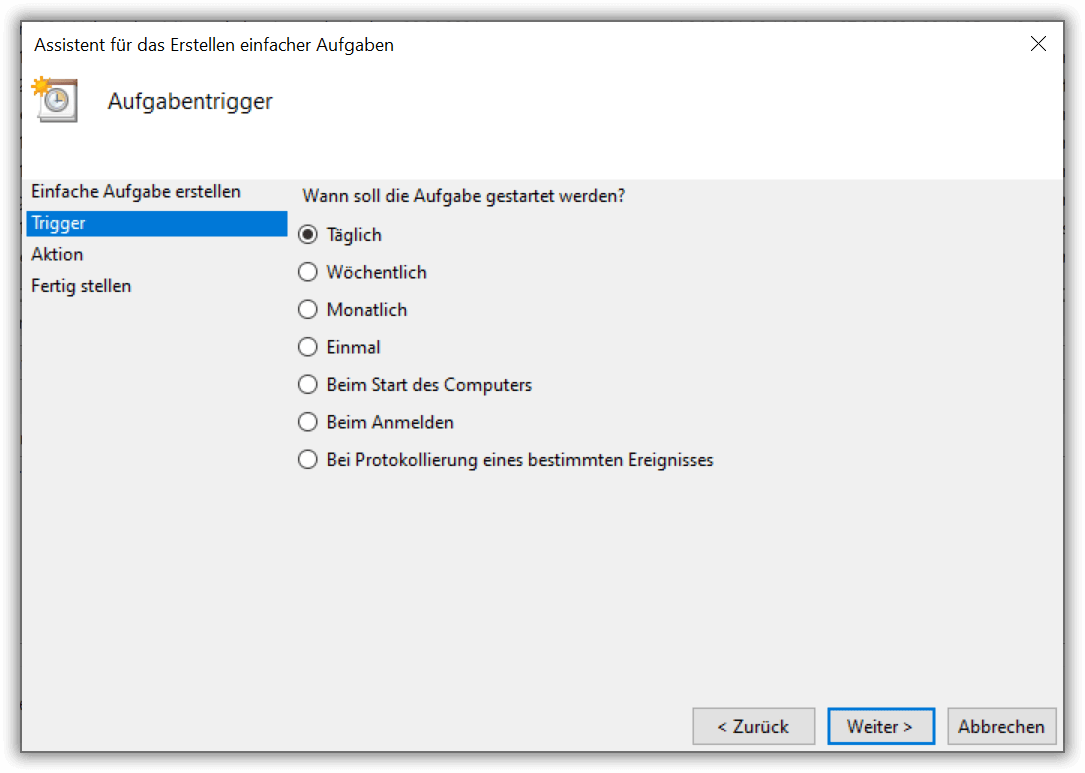 Assistent für das Erstellen einfacher Aufgaben
Aufgabentrigger
Einfache Aufgabe erstellen
Trigger
Aktion
Fertig stellen
Wann soll die Aufgabe gestartet werden?
Täglich
Wöchentlich
Monatlich
Einmal
Beim Start des Computers
Beim Anmelden
Bei Protokollierung eines bestimmten Ereignisses
< Zurück
Weiter >
Abbrechen